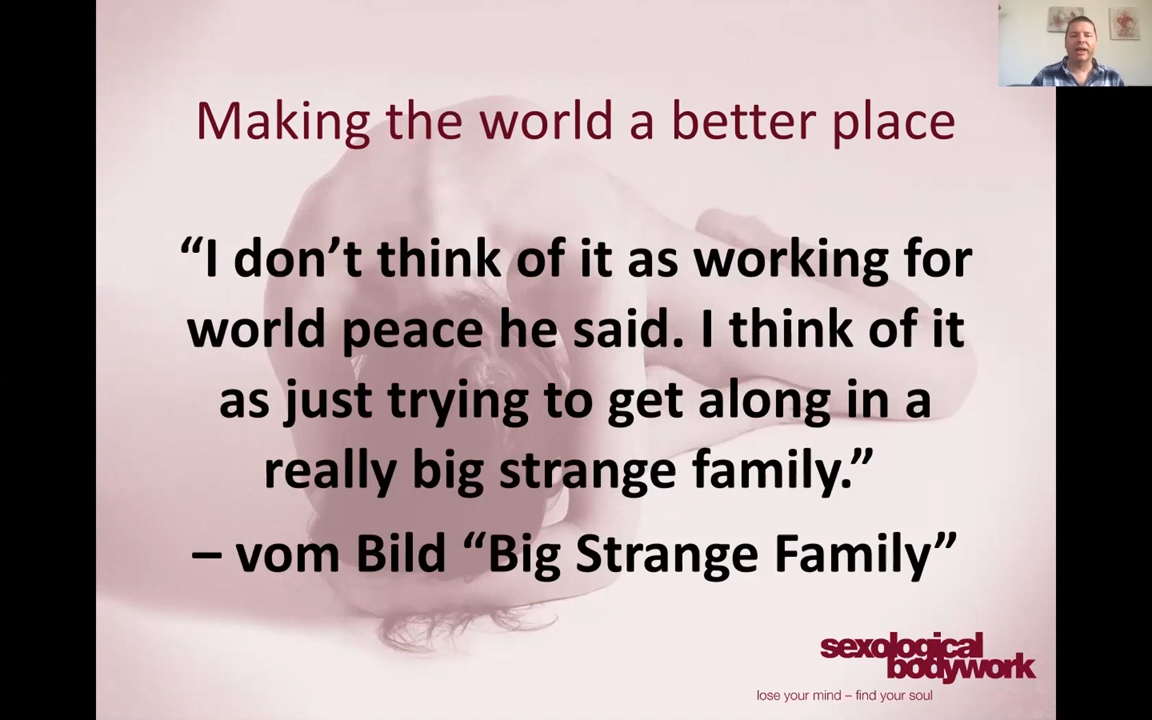 Making the world a better place
“I don’t think of it as working for
world peace he said. I think of it
as just trying to get along in a
really big strange family.”
– vom Bild “Big Strange Family”
sexological
bodywork
lose your mind – find your soul